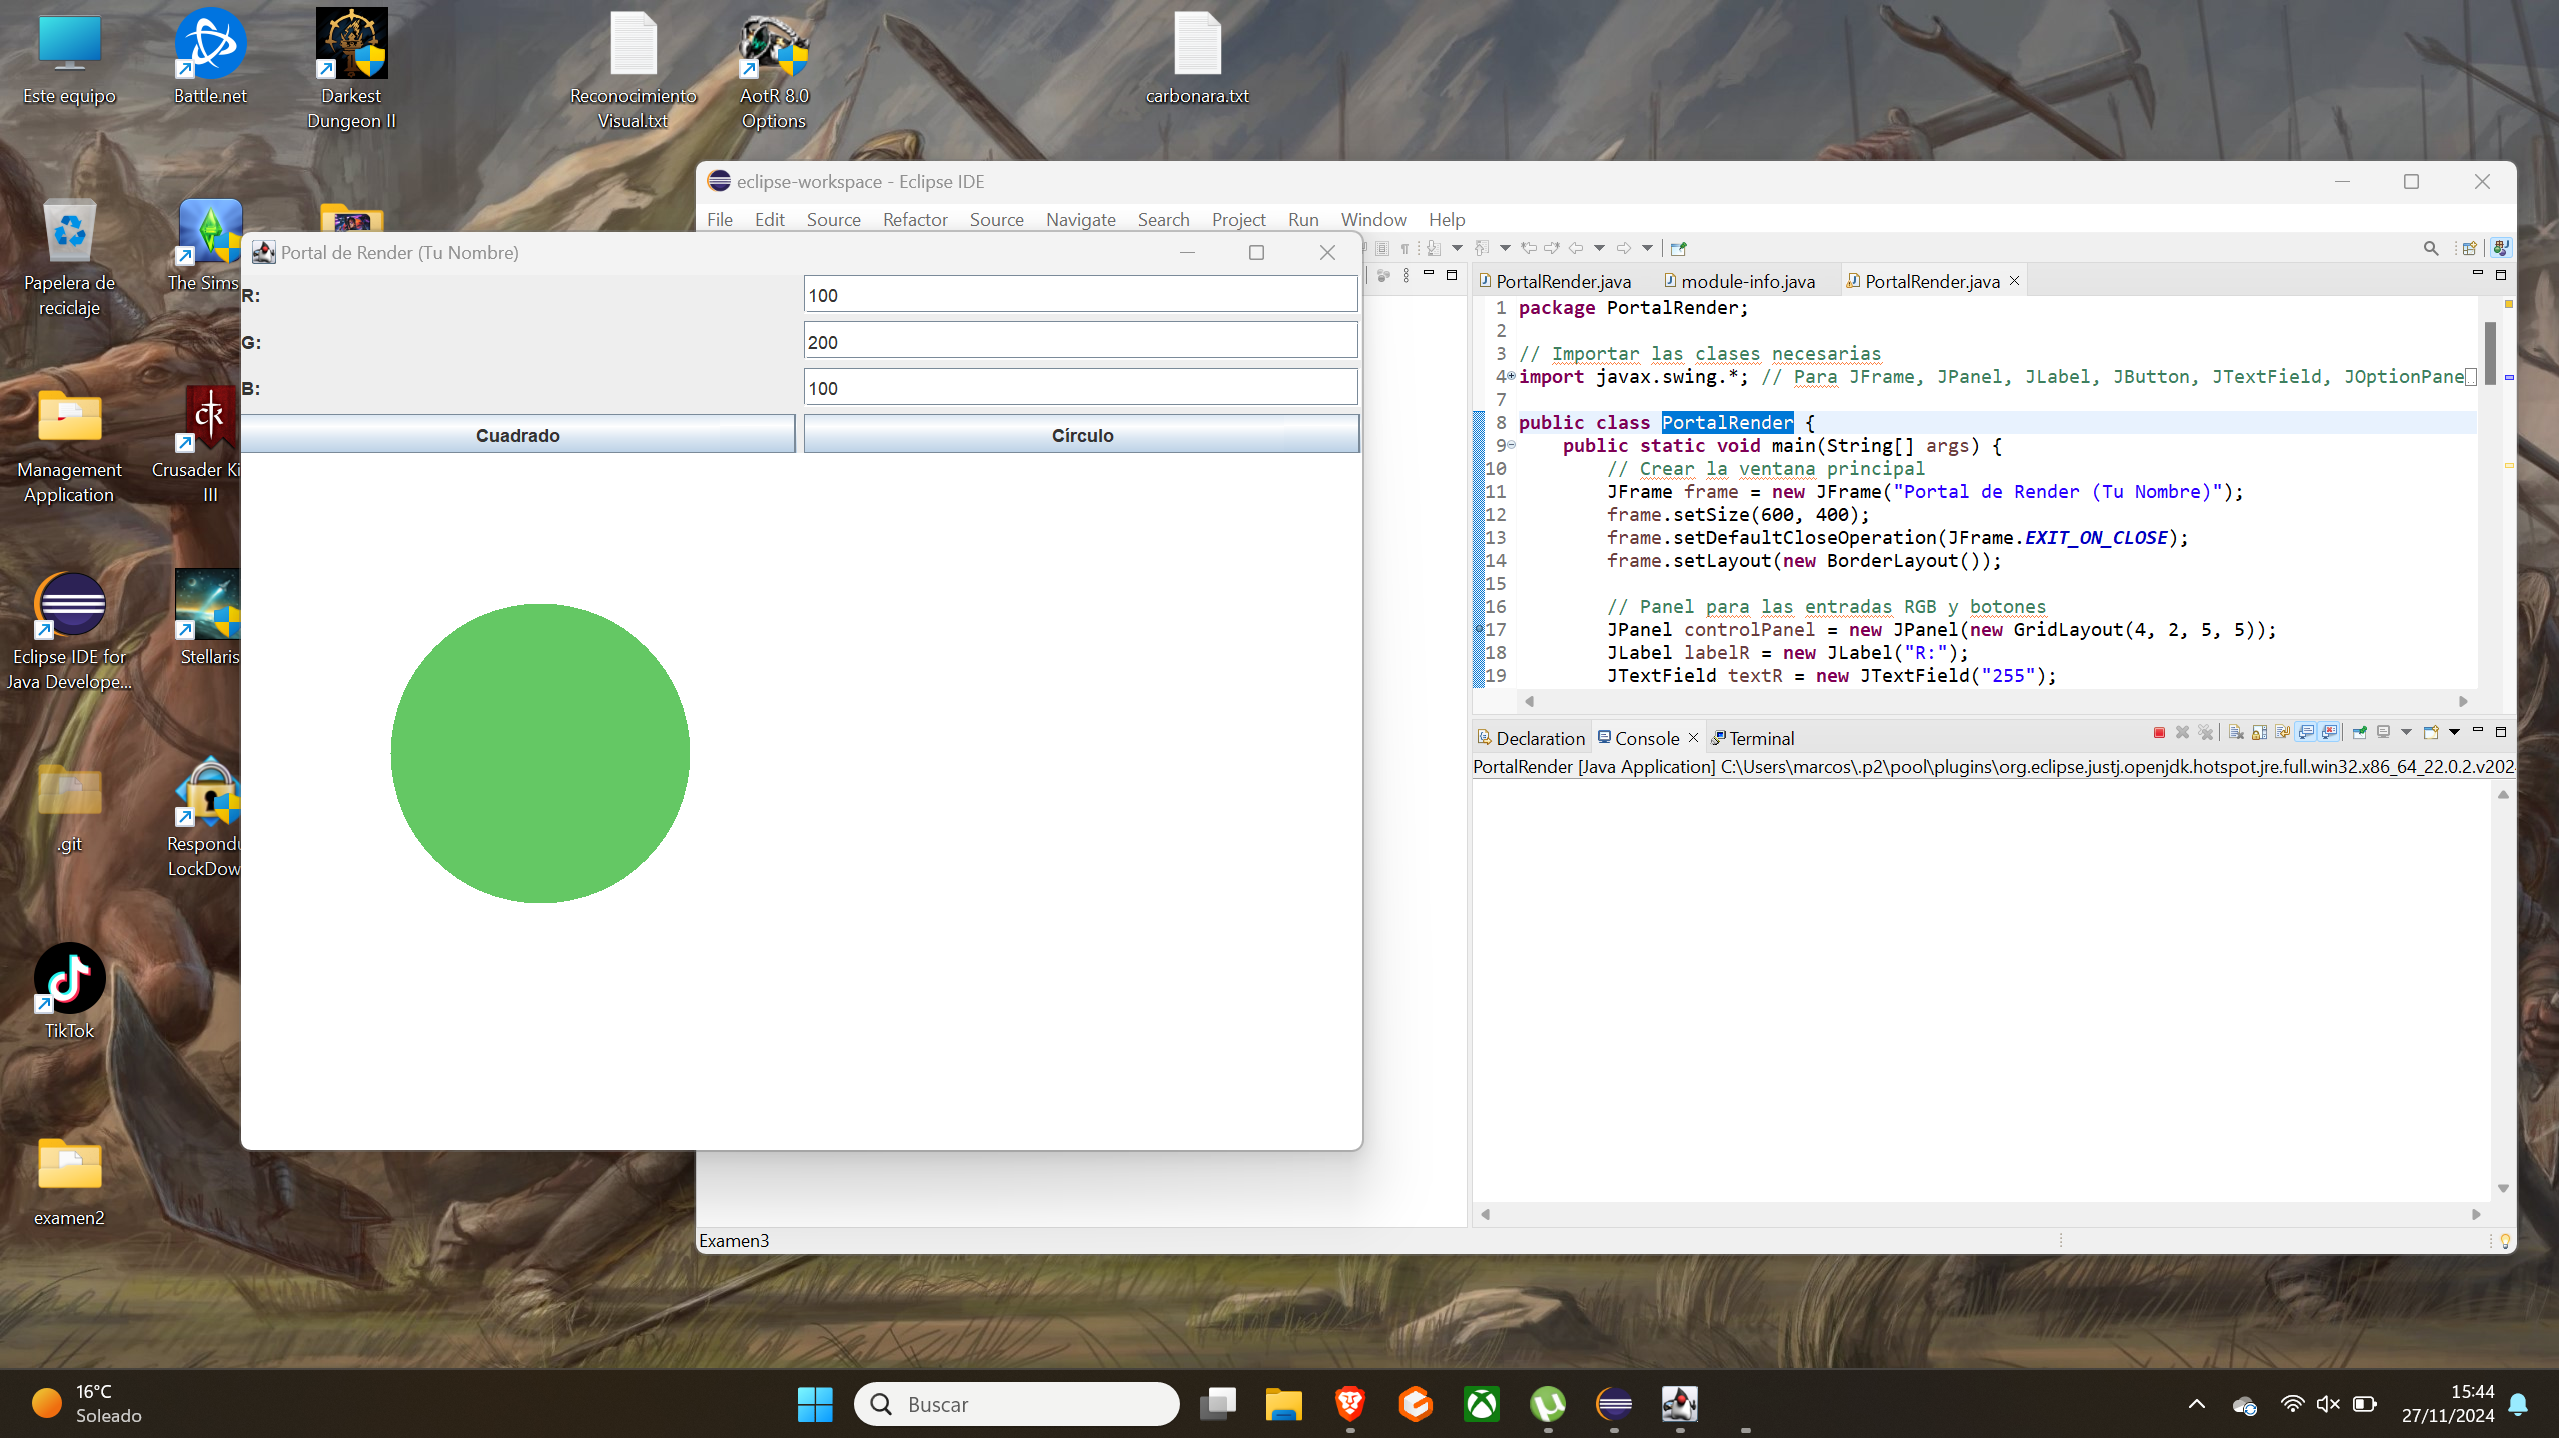 Este equipo
Battle.net
Darkest
Dungeon II
Reconocimiento
Visual.txt
AotR 8.0
Options
carbonara.txt
Papelera de
reciclaje
The Sims
Management
Application
Crusader Ki
III
Eclipse IDE for
Java Develope...
Stellaris
.git
Respondu
LockDow
TikTok
examen2
eclipse-workspace - Eclipse IDE
File Edit Source Refactor Source Navigate Search Project Run Window Help
Portal de Render (Tu Nombre)
R: 100
G: 200
B: 100
Cuadrado Círculo
PortalRender.java module-info.java PortalRender.java
1 package PortalRender;
2
3 // Importar las clases necesarias
4 import javax.swing.*; // Para JFrame, JPanel, JLabel, JButton, JTextField, JOptionPane
7
8 public class PortalRender {
9 public static void main(String[] args) {
10 // Crear la ventana principal
11 JFrame frame = new JFrame("Portal de Render (Tu Nombre)");
12 frame.setSize(600, 400);
13 frame.setDefaultCloseOperation(JFrame.EXIT_ON_CLOSE);
14 frame.setLayout(new BorderLayout());
15
16 // Panel para las entradas RGB y botones
17 JPanel controlPanel = new JPanel(new GridLayout(4, 2, 5, 5));
18 JLabel labelR = new JLabel("R:");
19 JTextField textR = new JTextField("255");
Declaration Console Terminal
PortalRender [Java Application] C:\Users\marcos\.p2\pool\plugins\org.eclipse.justj.openjdk.hotspot.jre.full.win32.x86_64_22.0.2.v202
Examen3
16°C
Soleado
Buscar
15:44
27/11/2024